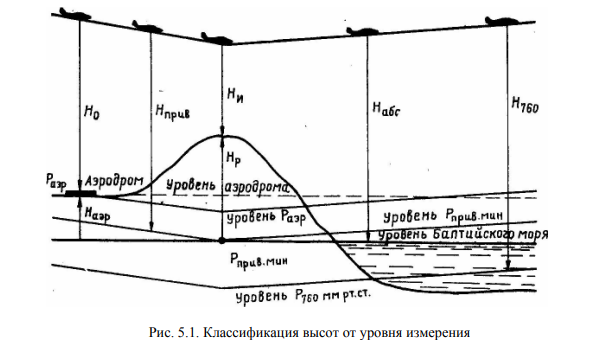 H₀
Hприв
Hи
Hабс
H760
Pаэр
Аэродром
Hр
Уровень аэродрома
Hаэр
Уровень Pаэр
Уровень Pприв.мин
Уровень Балтийского моря
Pприв.мин
Уровень P760 мм рт.ст.
Рис. 5.1. Классификация высот от уровня измерения